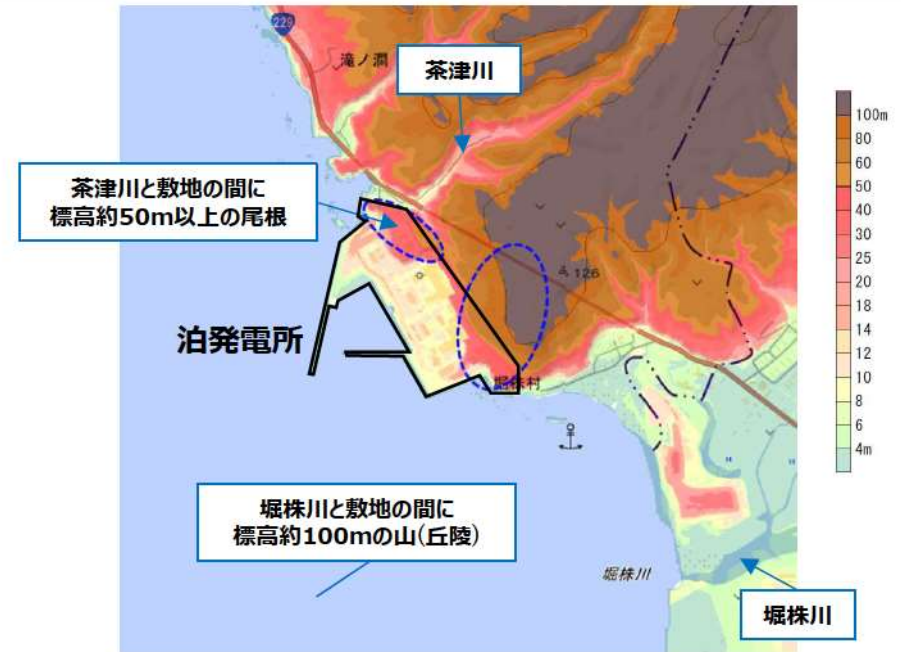 229
滝ノ澗
茶津川
茶津川と敷地の間に
標高約50m以上の尾根
126
泊発電所
堀株村
堀株川と敷地の間に
標高約100mの山(丘陵)
堀株川
堀株川
100m
80
60
50
40
30
25
20
18
14
12
10
8
6
4m